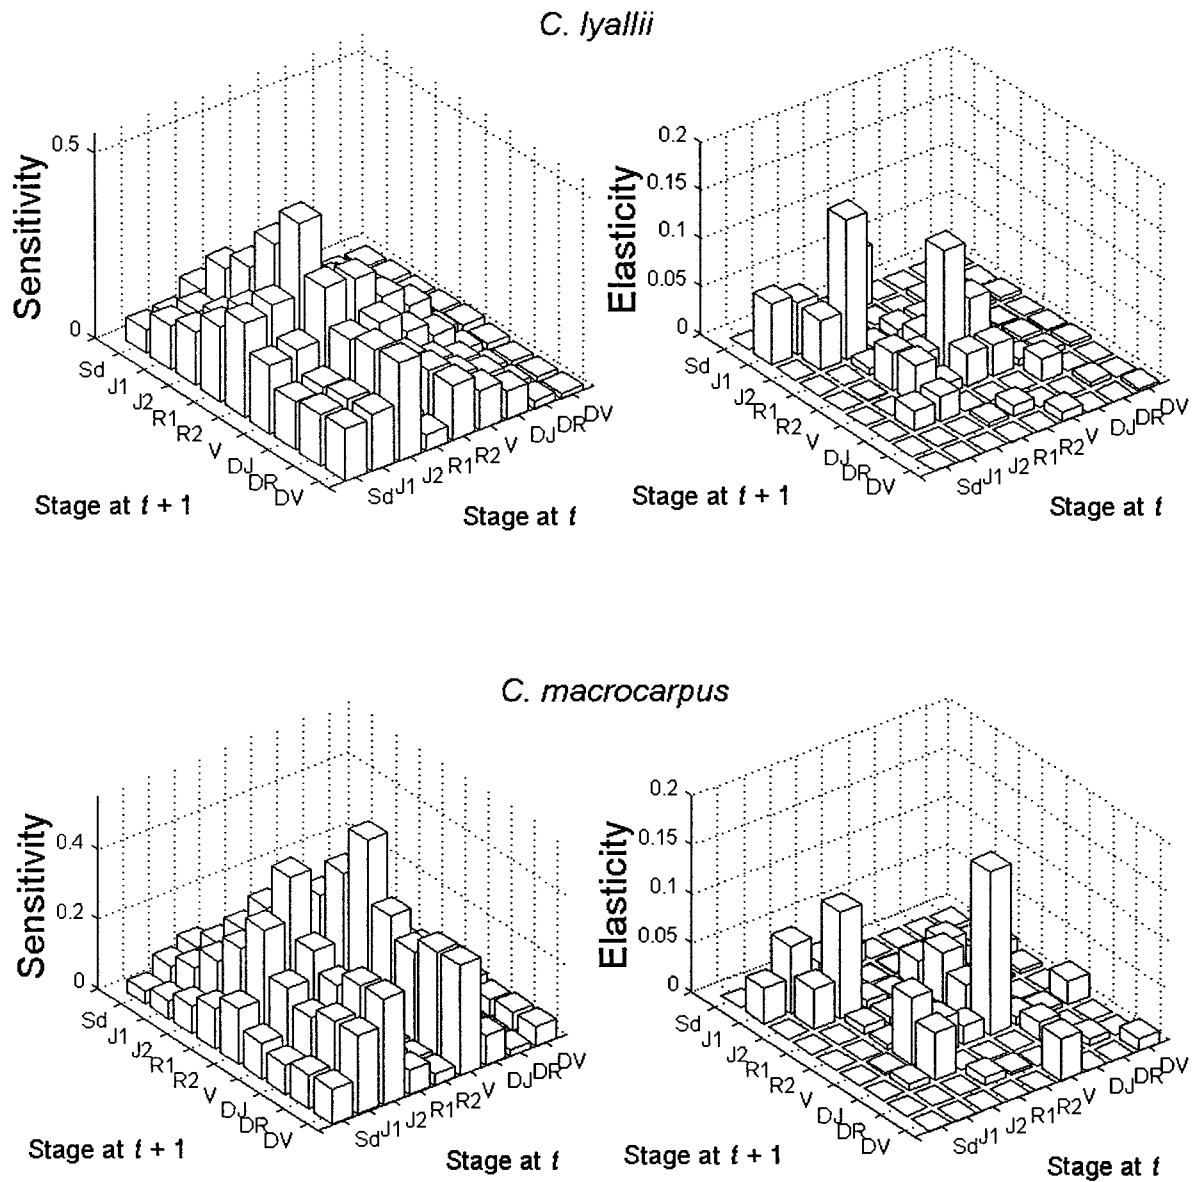 C. lyallii
Sensitivity
0.5
0
Sd
J1
J2
R1
R2
V
DJ
DR
DV
Stage at t + 1
Sd
J1
J2
R1
R2
V
DJ
DR
DV
Stage at t
Elasticity
0.2
0.15
0.1
0.05
0
Sd
J1
J2
R1
R2
V
DJ
DR
DV
Stage at t + 1
Sd
J1
J2
R1
R2
V
DJ
DR
DV
Stage at t
C. macrocarpus
Sensitivity
0.4
0.2
0
Sd
J1
J2
R1
R2
V
DJ
DR
DV
Stage at t + 1
Sd
J1
J2
R1
R2
V
DJ
DR
DV
Stage at t
Elasticity
0.2
0.15
0.1
0.05
0
Sd
J1
J2
R1
R2
V
DJ
DR
DV
Stage at t + 1
Sd
J1
J2
R1
R2
V
DJ
DR
DV
Stage at t